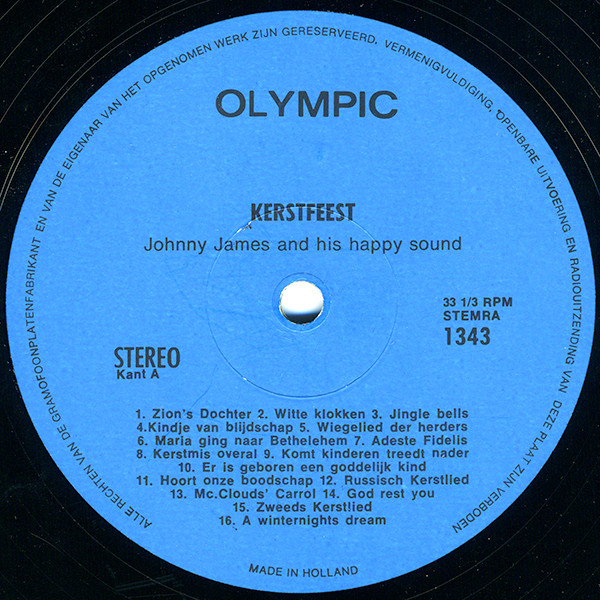 ALLE RECHTEN VAN DE GRAMOFOONPLATENFABRIKANT EN VAN DE EIGENAAR VAN HET OPGENOMEN WERK ZIJN GERESERVEERD. VERMENIGVULDIGING, OPENBARE UITVOERING EN RADIOUITZENDING VAN DEZE PLAAT ZIJN VERBODEN
OLYMPIC
KERSTFEEST
Johnny James and his happy sound
33 1/3 RPM
STEMRA
1343
STEREO
Kant A
1. Zion's Dochter 2. Witte klokken 3. Jingle bells
4.Kindje van blijdschap 5. Wiegelied der herders
6. Maria ging naar Bethelehem 7. Adeste Fidelis
8. Kerstmis overal 9. Komt kinderen treedt nader
10. Er is geboren een goddelijk kind
11. Hoort onze boodschap 12. Russisch Kerstlied
13. Mc.Clouds' Carrol 14. God rest you
15. Zweeds Kerstlied
16. A winternights dream
MADE IN HOLLAND